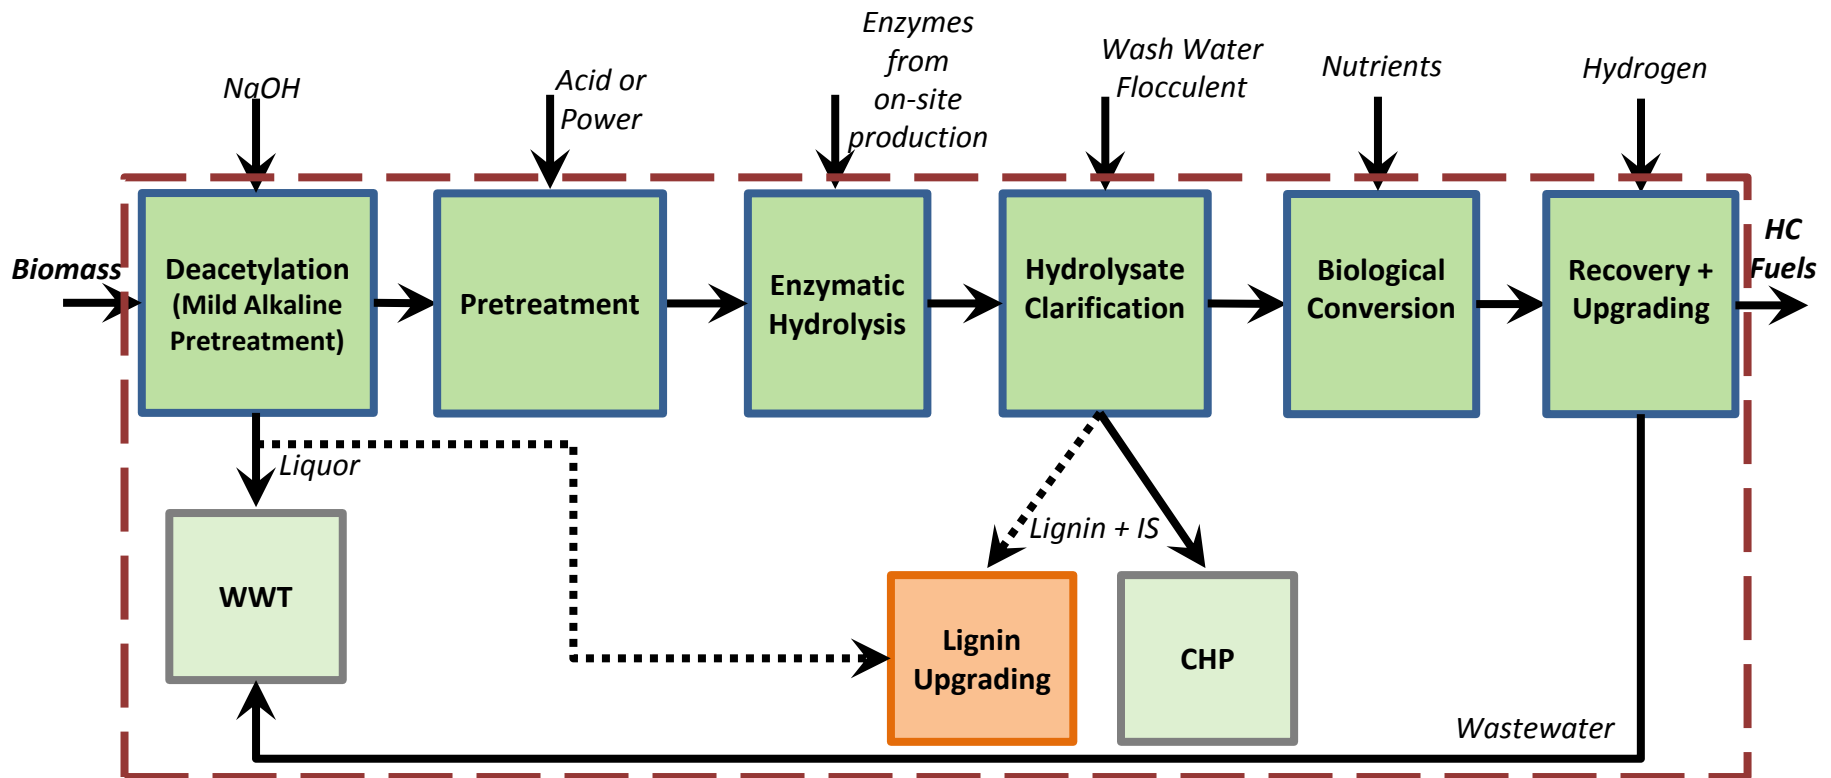 NaOH
Acid or
Power
Enzymes
from
on-site
production
Wash Water
Flocculent
Nutrients
Hydrogen
Biomass
Deacetylation
(Mild Alkaline
Pretreatment)
Pretreatment
Enzymatic
Hydrolysis
Hydrolysate
Clarification
Biological
Conversion
Recovery +
Upgrading
HC
Fuels
Liquor
Lignin + IS
WWT
Lignin
Upgrading
CHP
Wastewater